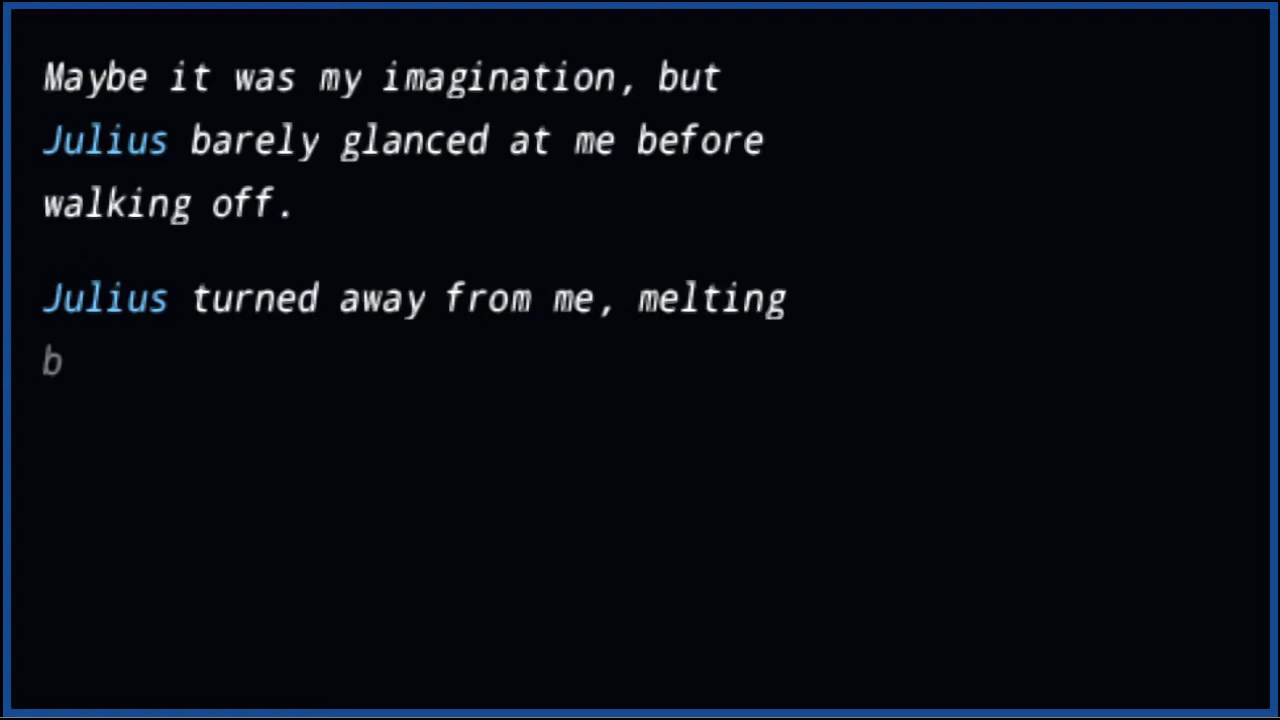 Maybe it was my imagination, but
Julius barely glanced at me before
walking off.
Julius turned away from me, melting
b